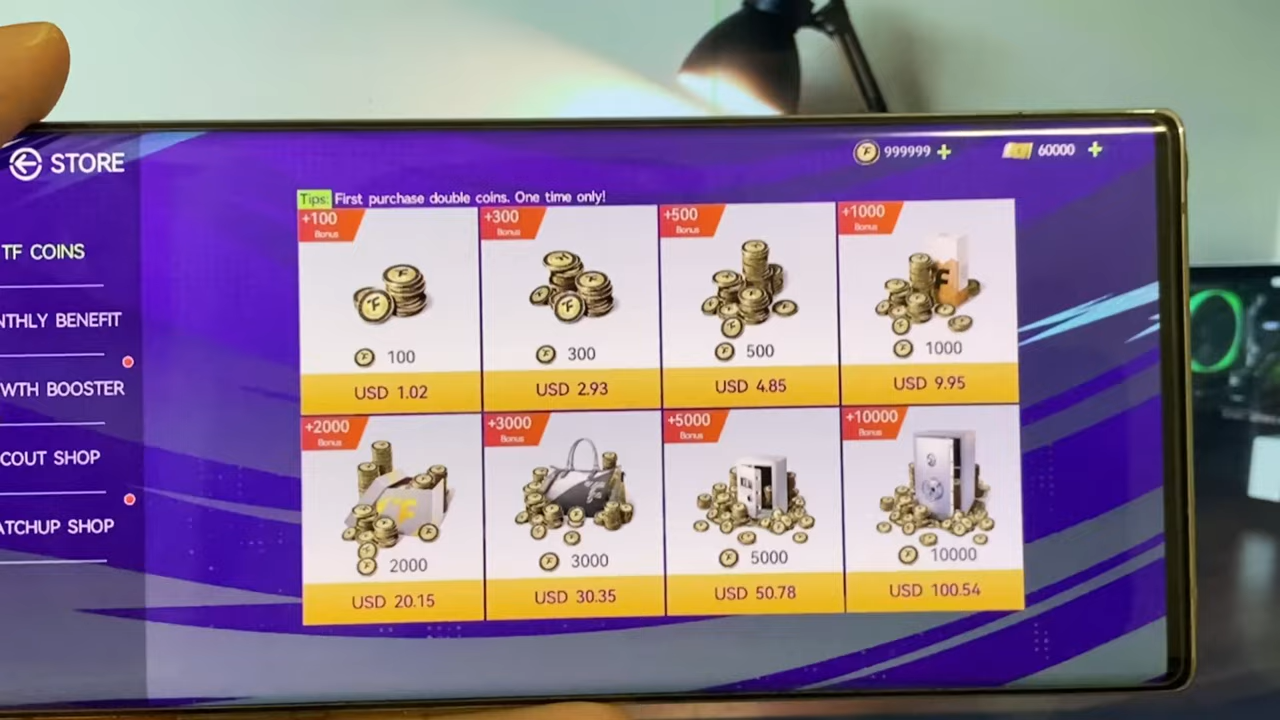 STORE
999999 +
60000 +
Tips: First purchase double coins. One time only!
TF COINS
NTHLY BENEFIT
WTH BOOSTER
COUT SHOP
ATCHUP SHOP
+100
Bonus
100
USD 1.02
+300
Bonus
300
USD 2.93
+500
Bonus
500
USD 4.85
+1000
Bonus
1000
USD 9.95
+2000
Bonus
2000
USD 20.15
+3000
Bonus
3000
USD 30.35
+5000
Bonus
5000
USD 50.78
+10000
Bonus
10000
USD 100.54